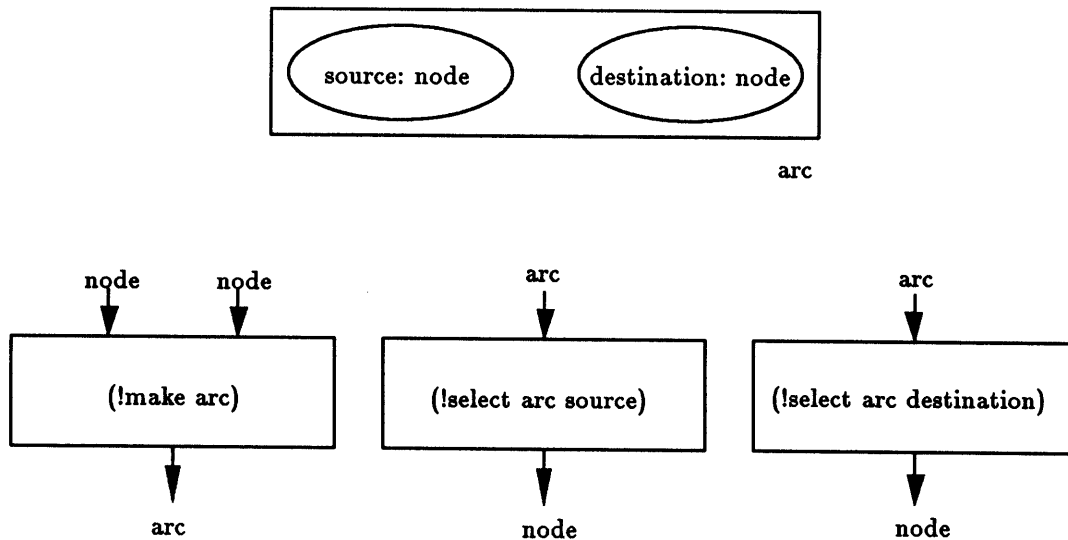 source: node
destination: node
arc
node
node
arc
arc
(!make arc)
(!select arc source)
(!select arc destination)
arc
node
node